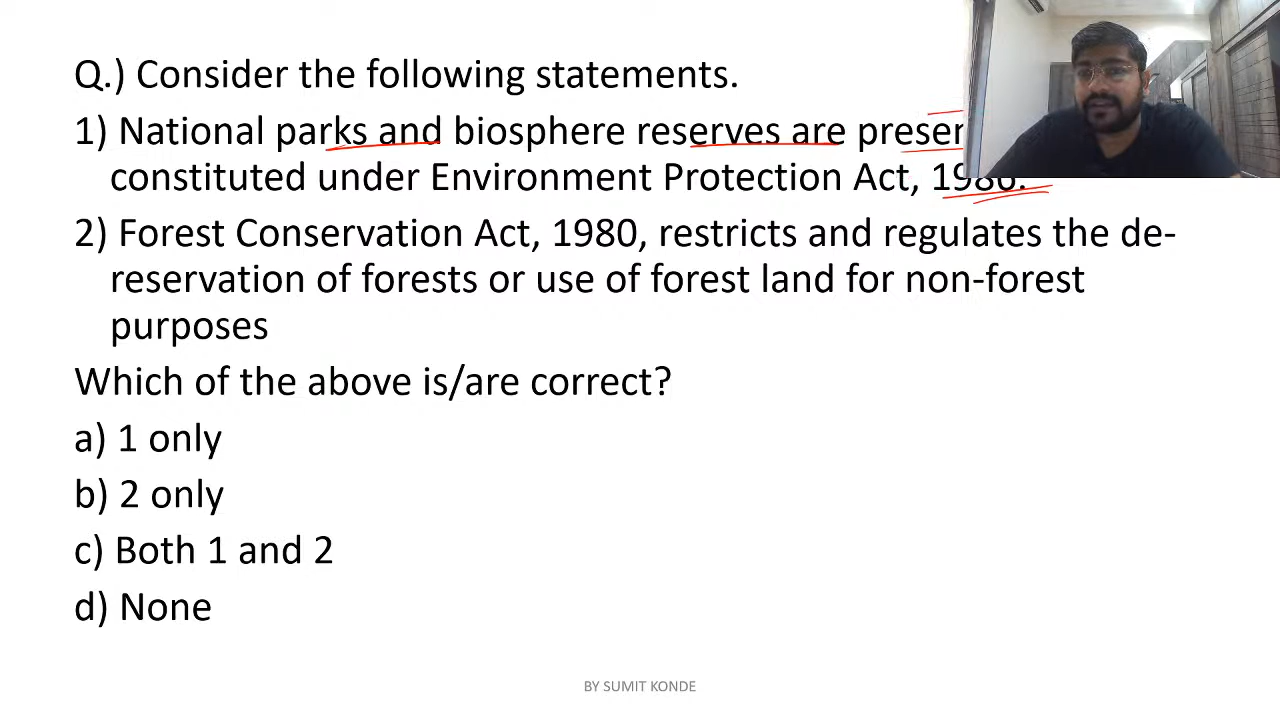 Q.) Consider the following statements.
1) National parks and biosphere reserves are
constituted under Environment Protection Act, 1986.
2) Forest Conservation Act, 1980, restricts and regulates the de-
reservation of forests or use of forest land for non-forest
purposes
Which of the above is/are correct?
a) 1 only
b) 2 only
c) Both 1 and 2
d) None
BY SUMIT KONDE